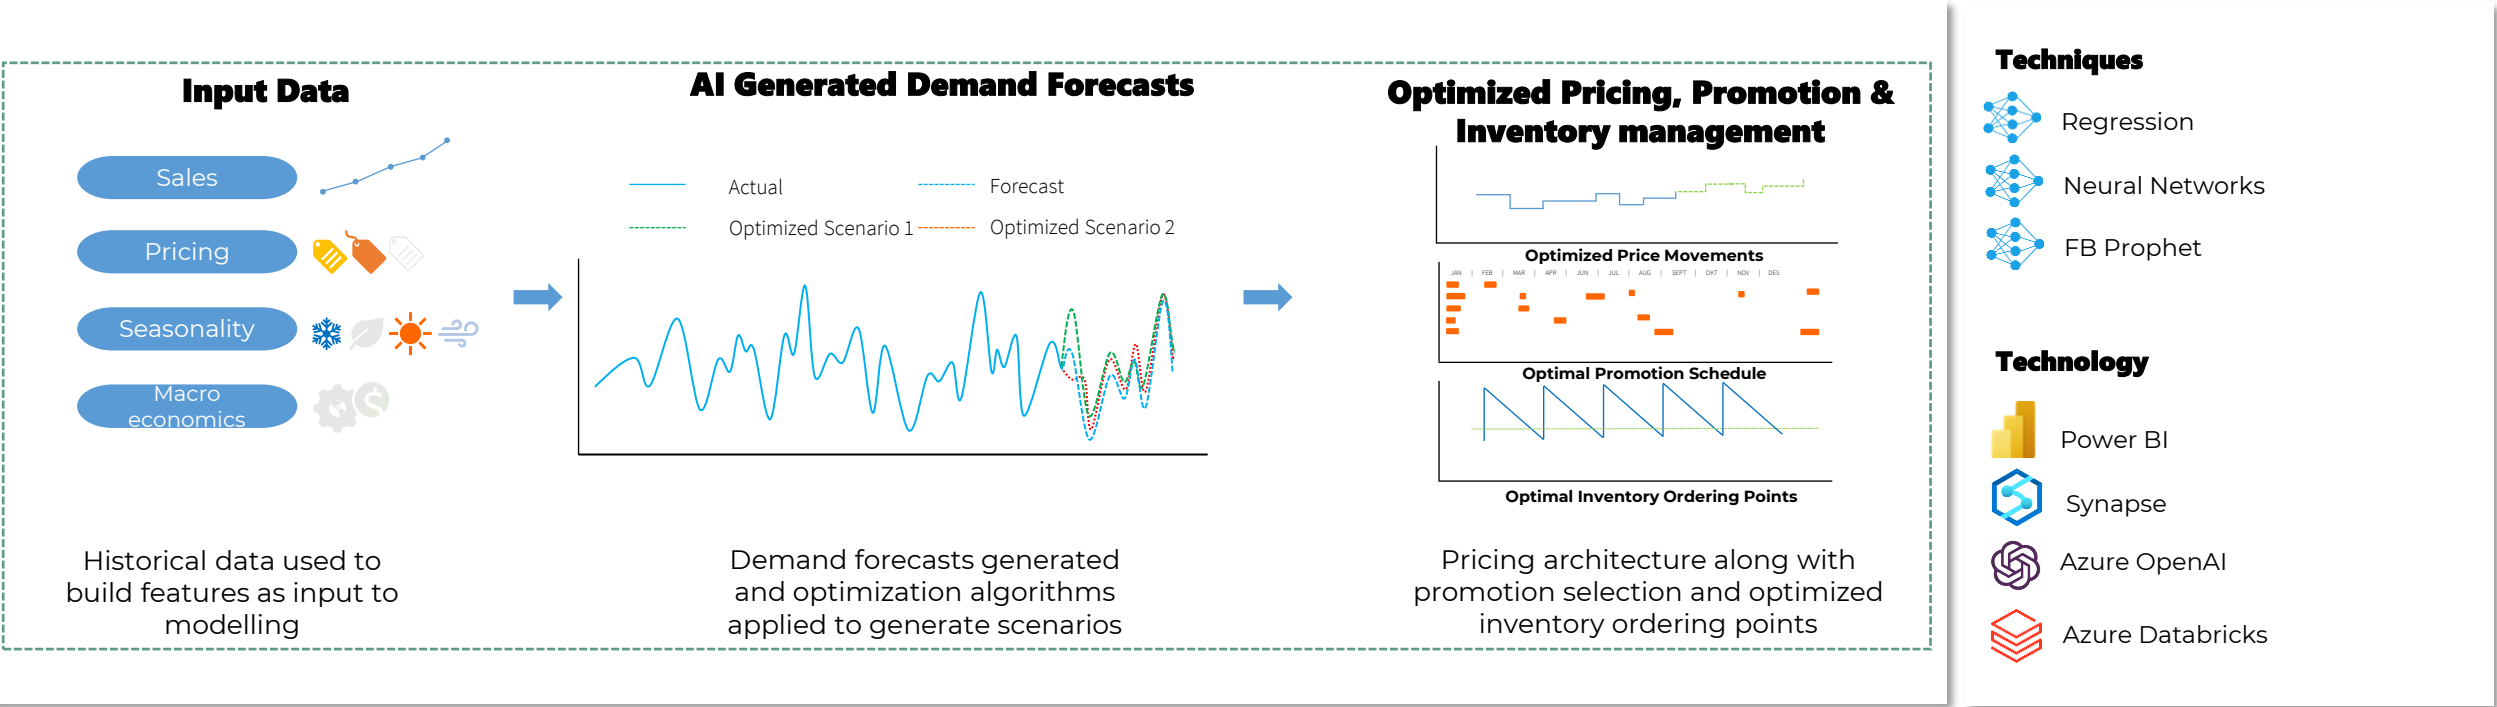 Input Data
Sales
Pricing
Seasonality
Macro
economics
Historical data used to
build features as input to
modelling
AI Generated Demand Forecasts
Actual
Forecast
Optimized Scenario 1
Optimized Scenario 2
Demand forecasts generated
and optimization algorithms
applied to generate scenarios
Optimized Pricing, Promotion &
Inventory management
Optimized Price Movements
JAN | FEB | MAR | APR | JUN | JUL | AUG | SEPT | OKT | NOV | DES
Optimal Promotion Schedule
Optimal Inventory Ordering Points
Pricing architecture along with
promotion selection and optimized
inventory ordering points
Techniques
Regression
Neural Networks
FB Prophet
Technology
Power BI
Synapse
Azure OpenAI
Azure Databricks